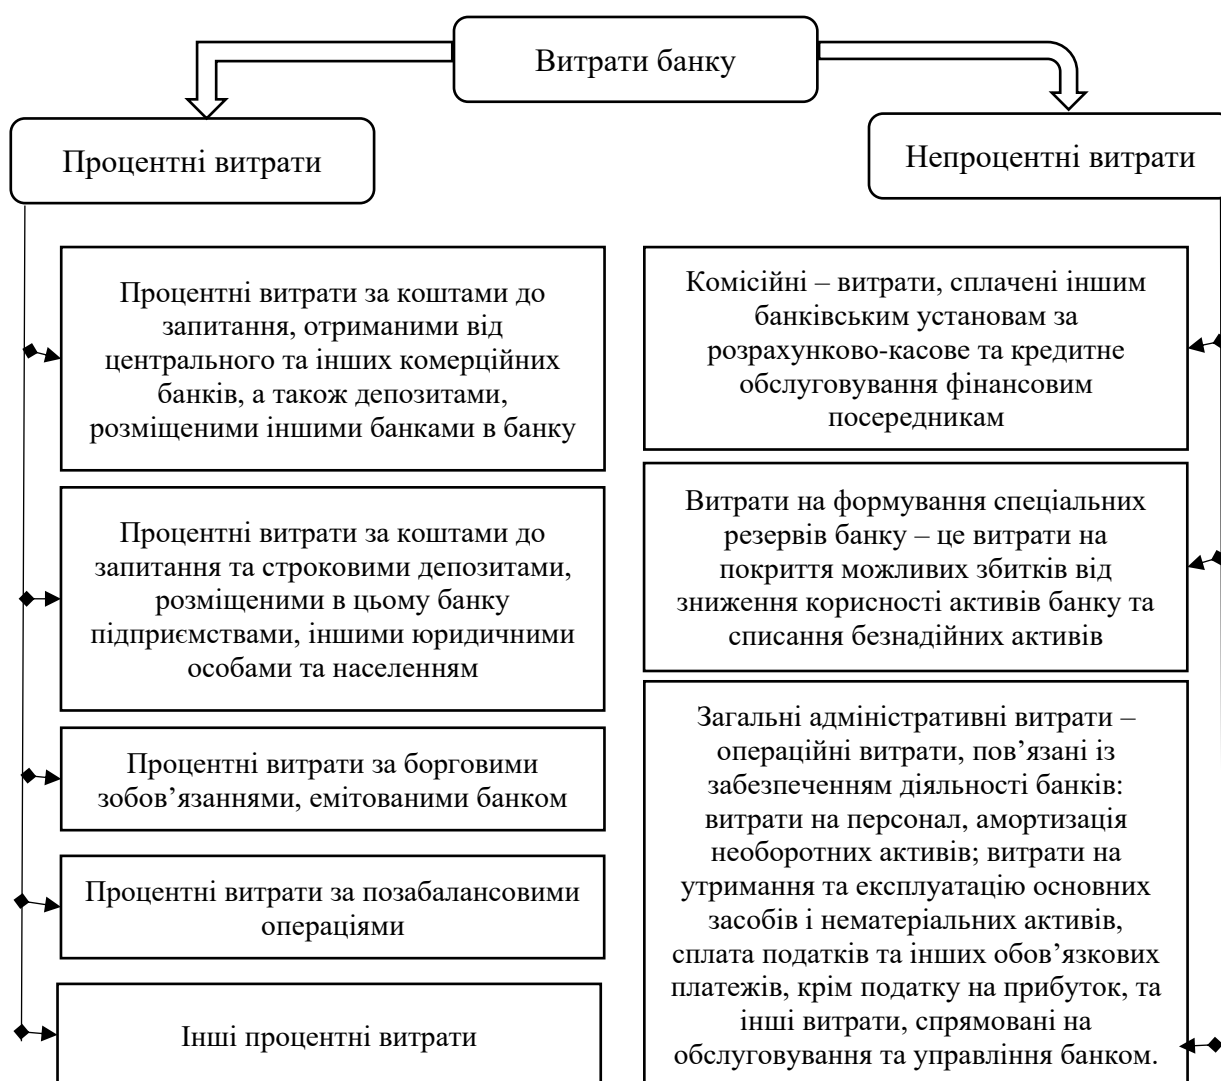 Витрати банку
Процентні витрати
Непроцентні витрати
Процентні витрати за коштами до
запитання, отриманими від
центрального та інших комерційних
банків, а також депозитами,
розміщеними іншими банками в банку
Процентні витрати за коштами до
запитання та строковими депозитами,
розміщеними в цьому банку
підприємствами, іншими юридичними
особами та населенням
Процентні витрати за борговими
зобов’язаннями, емітованими банком
Процентні витрати за позабалансовими
операціями
Інші процентні витрати
Комісійні – витрати, сплачені іншим
банківським установам за
розрахунково-касове та кредитне
обслуговування фінансовим
посередникам
Витрати на формування спеціальних
резервів банку – це витрати на
покриття можливих збитків від
зниження корисності активів банку та
списання безнадійних активів
Загальні адміністративні витрати –
операційні витрати, пов’язані із
забезпеченням діяльності банків:
витрати на персонал, амортизація
необоротних активів; витрати на
утримання та експлуатацію основних
засобів і нематеріальних активів,
сплата податків та інших обов’язкових
платежів, крім податку на прибуток, та
інші витрати, спрямовані на
обслуговування та управління банком.